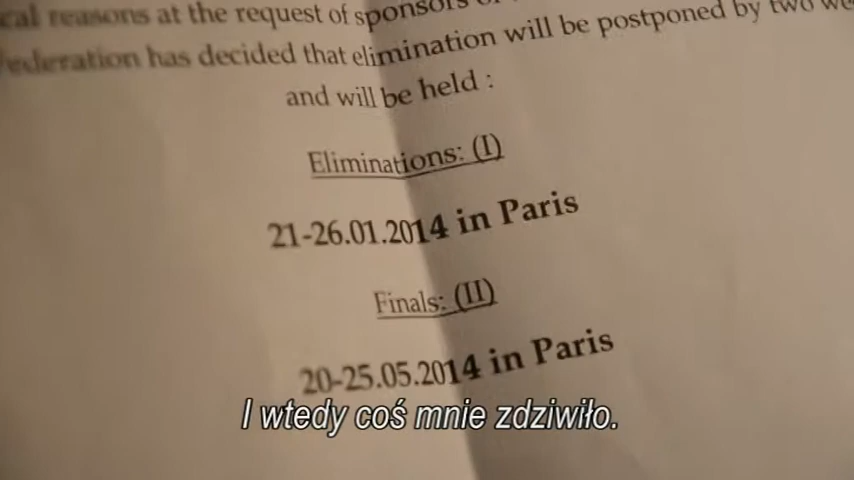 reasons at the request of sponsors
Federation has decided that elimination will be postponed by two
and will be held :
Eliminations: (I)
21-26.01.2014 in Paris
Finals: (II)
20-25.05.2014 in Paris
I wtedy coś mnie zdziwiło.